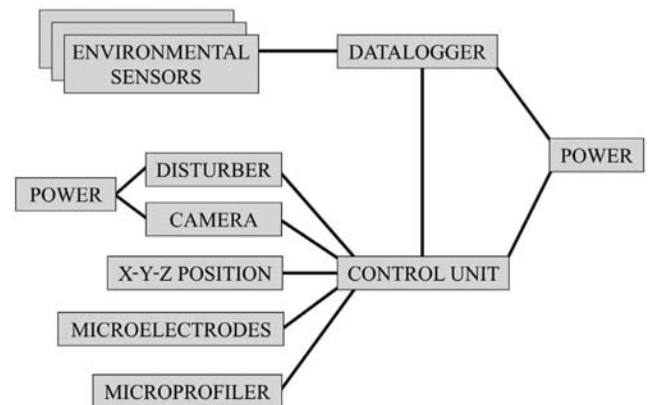 ENVIRONMENTAL
SENSORS
DATALOGGER
POWER
DISTURBER
POWER
CAMERA
X-Y-Z POSITION
CONTROL UNIT
MICROELECTRODES
MICROPROFILER